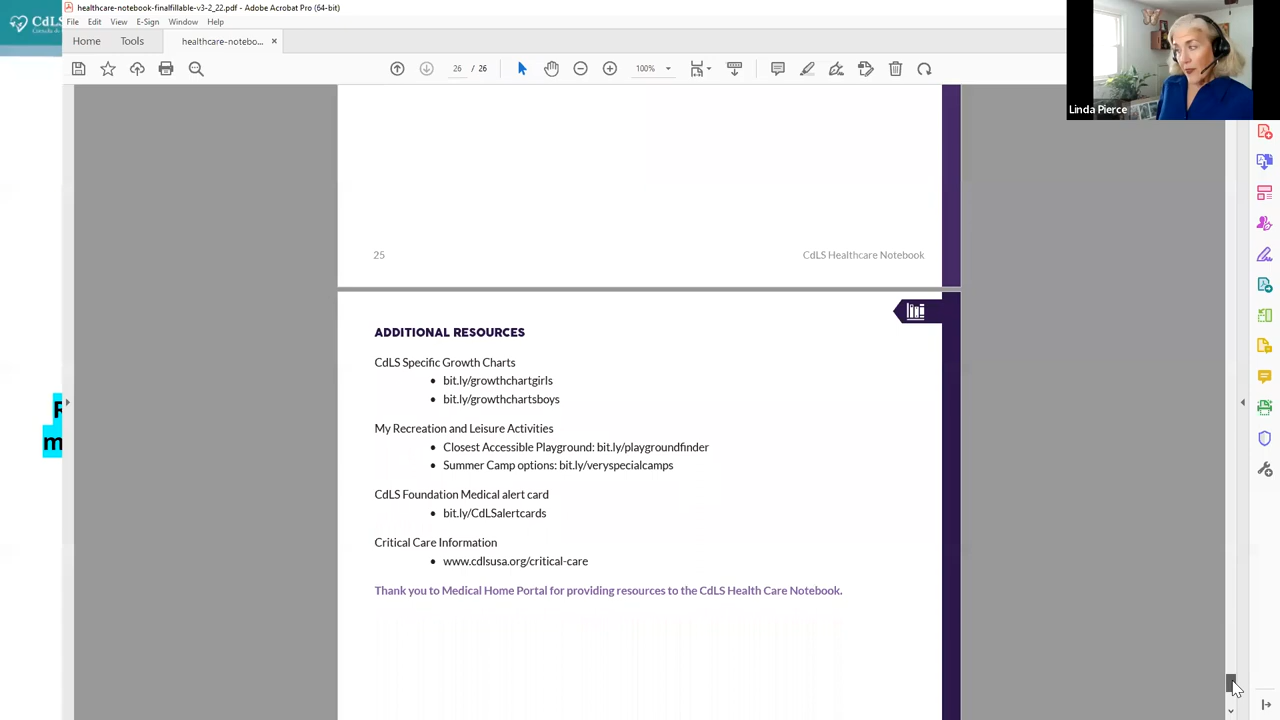 healthcare-notebook-finalfillable-v3-2_22.pdf - Adobe Acrobat Pro (64-bit)
CdLS
File Edit View E-Sign Window Help
Home Tools healthcare-notebo... ×
26 / 26 100%
Linda Pierce
25 CdLS Healthcare Notebook
ADDITIONAL RESOURCES
CdLS Specific Growth Charts
• bit.ly/growthchartgirls
• bit.ly/growthchartsboys
My Recreation and Leisure Activities
• Closest Accessible Playground: bit.ly/playgroundfinder
• Summer Camp options: bit.ly/veryspecialcamps
CdLS Foundation Medical alert card
• bit.ly/CdLSalertcards
Critical Care Information
• www.cdlsusa.org/critical-care
Thank you to Medical Home Portal for providing resources to the CdLS Health Care Notebook.